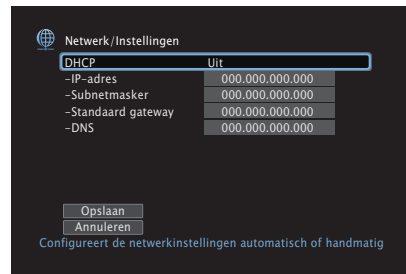 Netwerk/Instellingen
DHCP Uit
-IP-adres 000.000.000.000
-Subnetmasker 000.000.000.000
-Standaard gateway 000.000.000.000
-DNS 000.000.000.000
Opslaan
Annuleren
Configureert de netwerkinstellingen automatisch of handmatig